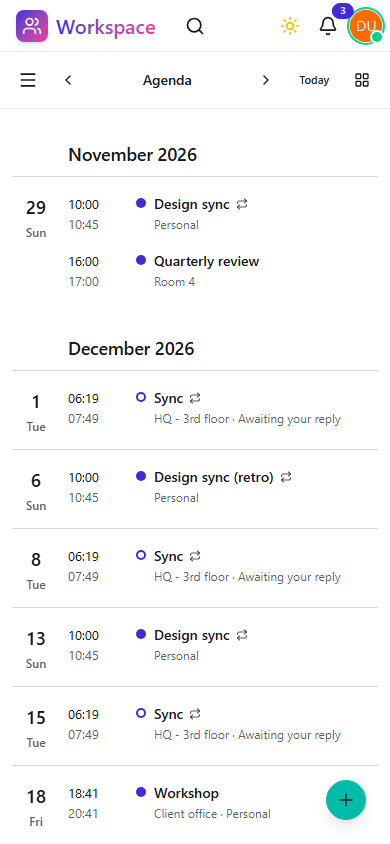 Workspace
3
DU
Agenda
Today
November 2026
29
Sun
10:00
Design sync
10:45
Personal
16:00
Quarterly review
17:00
Room 4
December 2026
1
Tue
06:19
Sync
07:49
HQ - 3rd floor · Awaiting your reply
6
Sun
10:00
Design sync (retro)
10:45
Personal
8
Tue
06:19
Sync
07:49
HQ - 3rd floor · Awaiting your reply
13
Sun
10:00
Design sync
10:45
Personal
15
Tue
06:19
Sync
07:49
HQ - 3rd floor · Awaiting your reply
18
Fri
18:41
Workshop
20:41
Client office · Personal